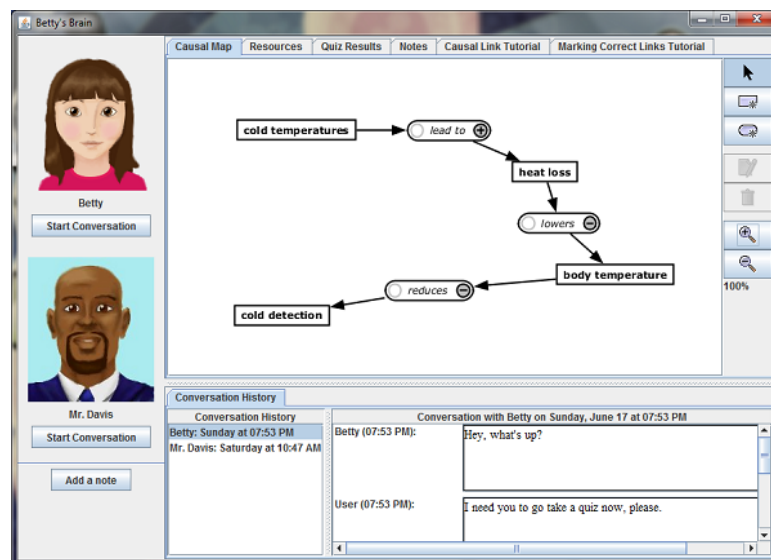 Betty's Brain
Causal Map Resources Quiz Results Notes Causal Link Tutorial Marking Correct Links Tutorial
cold temperatures
lead to
heat loss
lowers
body temperature
reduces
cold detection
100%
Betty
Start Conversation
Mr. Davis
Start Conversation
Add a note
Conversation History
Conversation History
Betty: Sunday at 07:53 PM
Mr. Davis: Saturday at 10:47 AM
Conversation with Betty on Sunday, June 17 at 07:53 PM
Betty (07:53 PM): Hey, what's up?
User (07:53 PM): I need you to go take a quiz now, please.